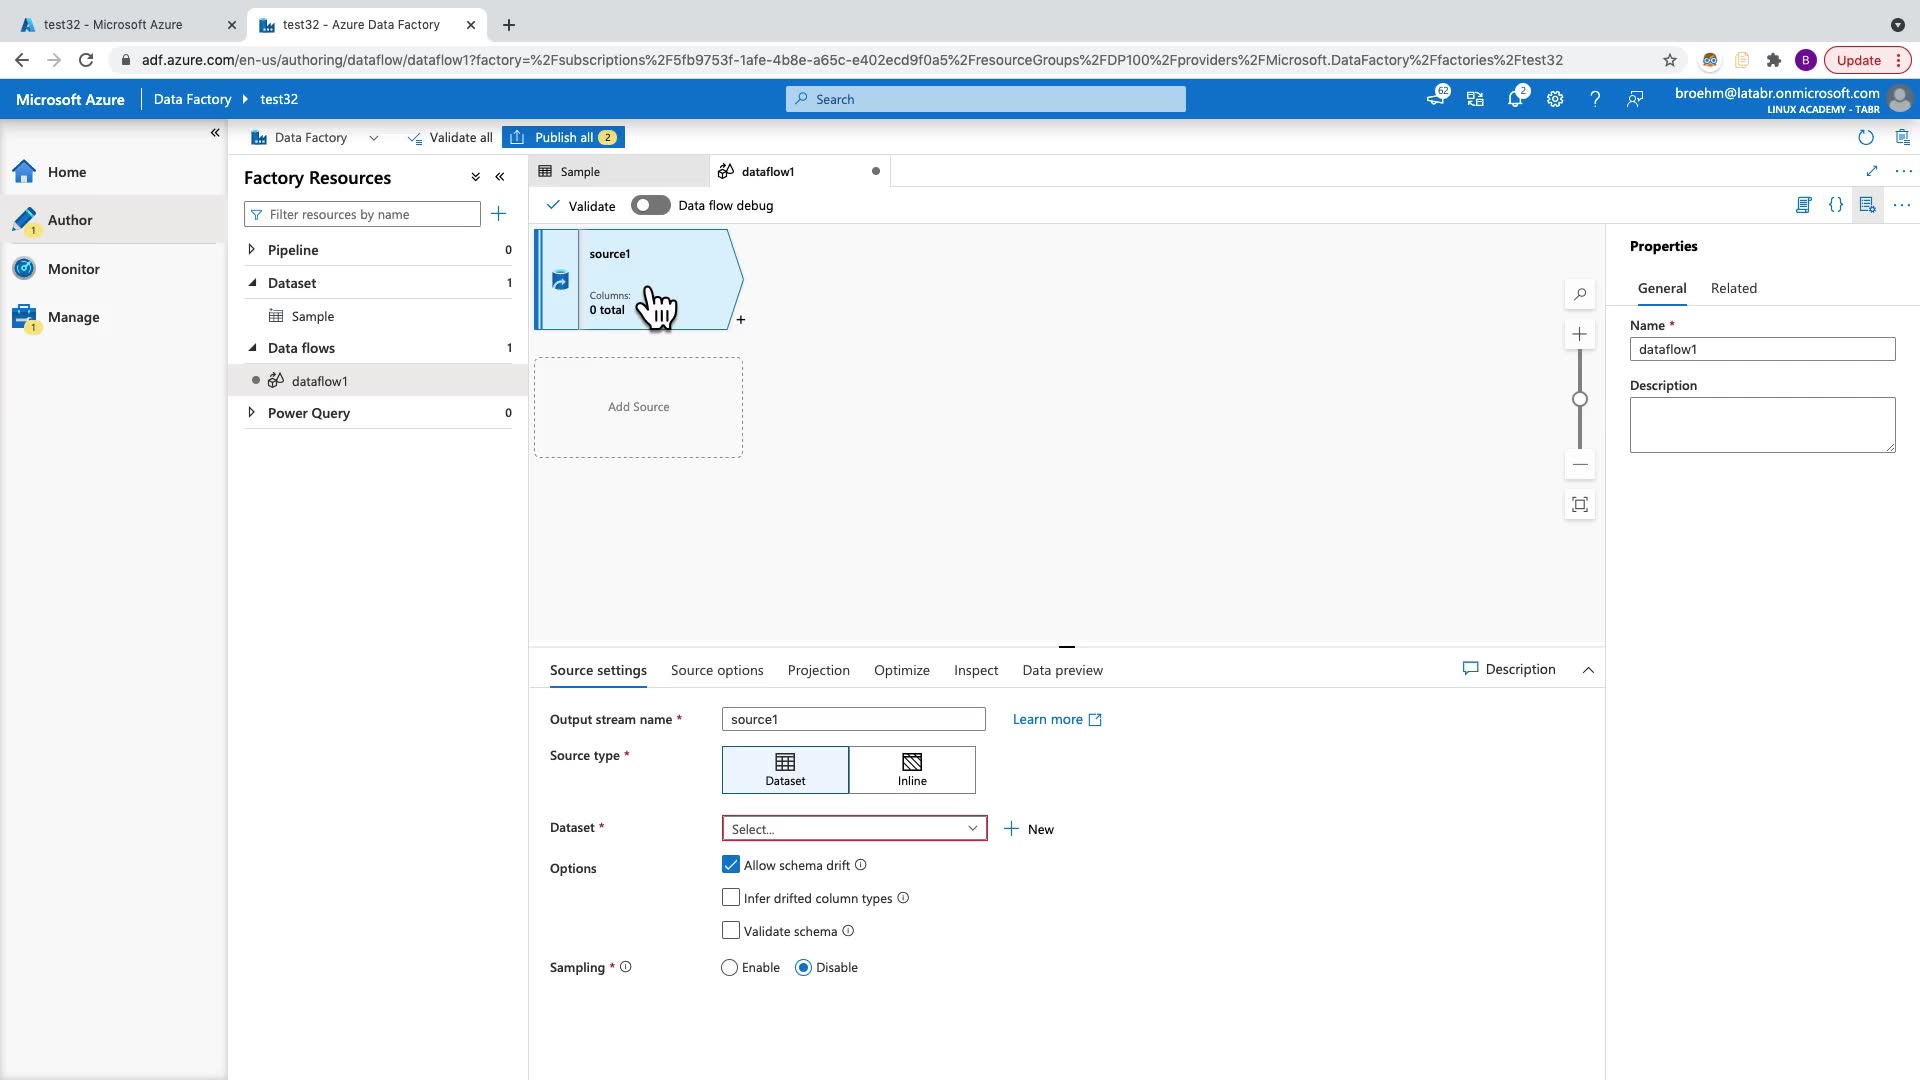 test32 - Microsoft Azure
test32 - Azure Data Factory
adf.azure.com/en-us/authoring/dataflow/dataflow1?factory=%2Fsubscriptions%2F5fb9753f-1afe-4b8e-a65c-e402ecd9f0a5%2FresourceGroups%2FDP100%2Fproviders%2FMicrosoft.DataFactory%2Ffactories%2Ftest32
B
Update
Microsoft Azure
Data Factory
test32
Search
62
2
broehm@latabr.onmicrosoft.com
LINUX ACADEMY - TABR
Home
Author
1
Monitor
Manage
1
Data Factory
Validate all
Publish all 2
Factory Resources
Filter resources by name
Pipeline 0
Dataset 1
Sample
Data flows 1
dataflow1
Power Query 0
Sample
dataflow1
Validate
Data flow debug
source1
Columns:
0 total
Add Source
Properties
General
Related
Name *
dataflow1
Description
Source settings
Source options
Projection
Optimize
Inspect
Data preview
Description
Output stream name *
source1
Learn more
Source type *
Dataset
Inline
Dataset *
Select...
New
Options
Allow schema drift
Infer drifted column types
Validate schema
Sampling *
Enable
Disable